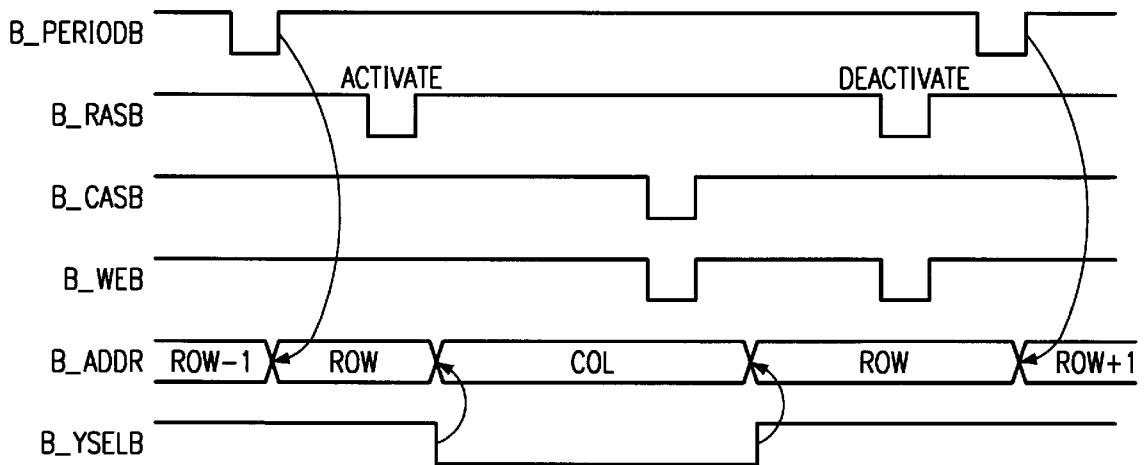 B_PERIODB
ACTIVATE DEACTIVATE
B_RASB
B_CASB
B_WEB
B_ADDR ROW-1 ROW COL ROW ROW+1
B_YSELB